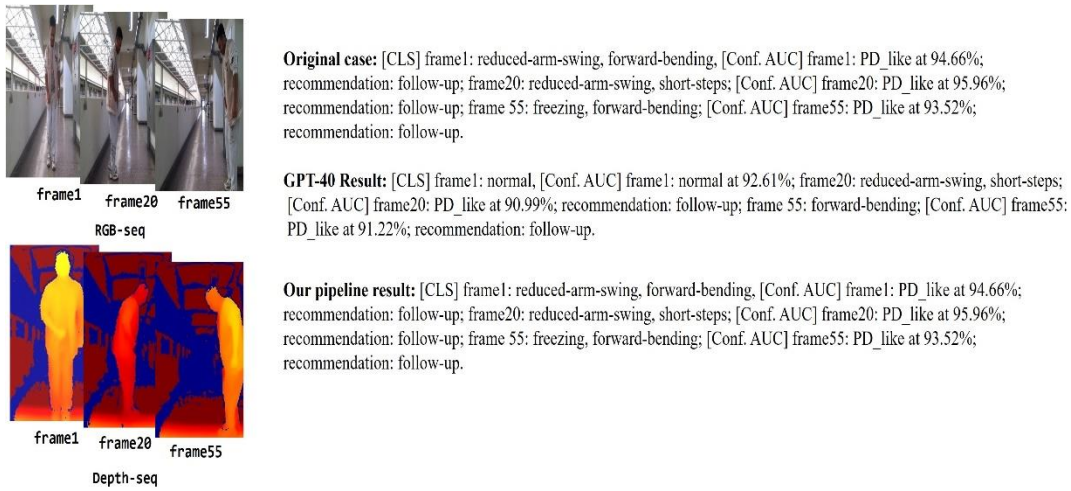 Original case: [CLS] frame1: reduced-arm-swing, forward-bending, [Conf. AUC] frame1: PD_like at 94.66%;
recommendation: follow-up; frame20: reduced-arm-swing, short-steps; [Conf. AUC] frame20: PD_like at 95.96%;
recommendation: follow-up; frame 55: freezing, forward-bending; [Conf. AUC] frame55: PD_like at 93.52%;
recommendation: follow-up.
frame1
frame20
frame55
RGB-seq
GPT-40 Result: [CLS] frame1: normal, [Conf. AUC] frame1: normal at 92.61%; frame20: reduced-arm-swing, short-steps;
[Conf. AUC] frame20: PD_like at 90.99%; recommendation: follow-up; frame 55: forward-bending; [Conf. AUC] frame55:
PD_like at 91.22%; recommendation: follow-up.
Our pipeline result: [CLS] frame1: reduced-arm-swing, forward-bending, [Conf. AUC] frame1: PD_like at 94.66%;
recommendation: follow-up; frame20: reduced-arm-swing, short-steps; [Conf. AUC] frame20: PD_like at 95.96%;
recommendation: follow-up; frame 55: freezing, forward-bending; [Conf. AUC] frame55: PD_like at 93.52%;
recommendation: follow-up.
frame1
frame20
frame55
Depth-seq